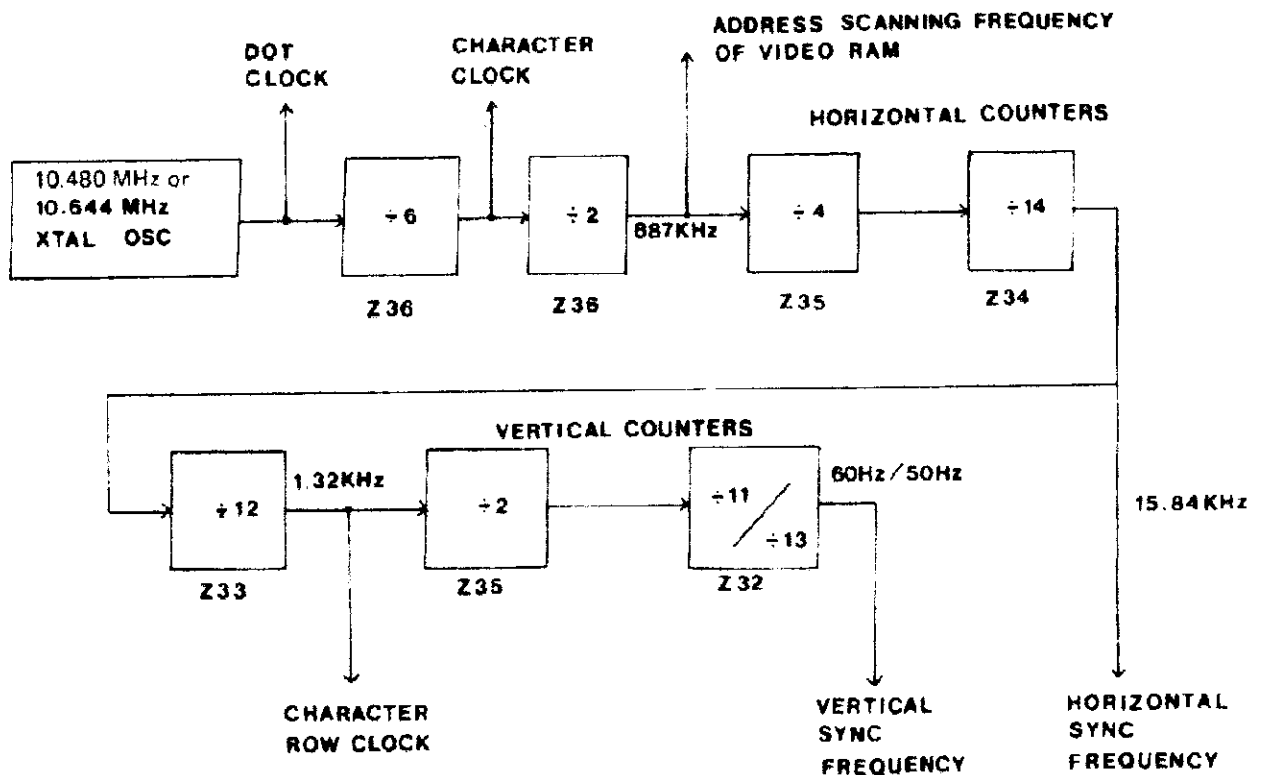 ADDRESS SCANNING FREQUENCY
OF VIDEO RAM
DOT
CLOCK
CHARACTER
CLOCK
HORIZONTAL COUNTERS
10.480 MHz or
10.644 MHz
XTAL OSC
÷6
÷2
887KHz
÷4
÷14
Z36
Z36
Z35
Z34
VERTICAL COUNTERS
÷12
1.32KHz
÷2
÷11
÷13
60Hz/50Hz
15.84KHz
Z33
Z35
Z32
CHARACTER
ROW CLOCK
VERTICAL
SYNC
FREQUENCY
HORIZONTAL
SYNC
FREQUENCY